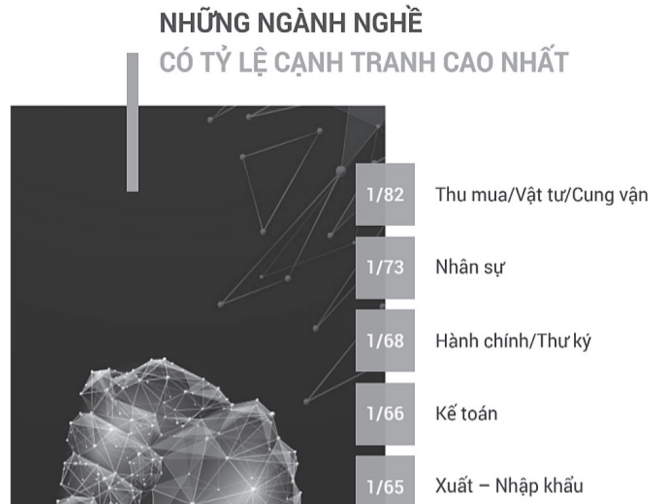 NHỮNG NGÀNH NGHỀ
CÓ TỶ LỆ CẠNH TRANH CAO NHẤT
1/82 Thu mua/Vật tư/Cung vận
1/73 Nhân sự
1/68 Hành chính/Thư ký
1/66 Kế toán
1/65 Xuất – Nhập khẩu